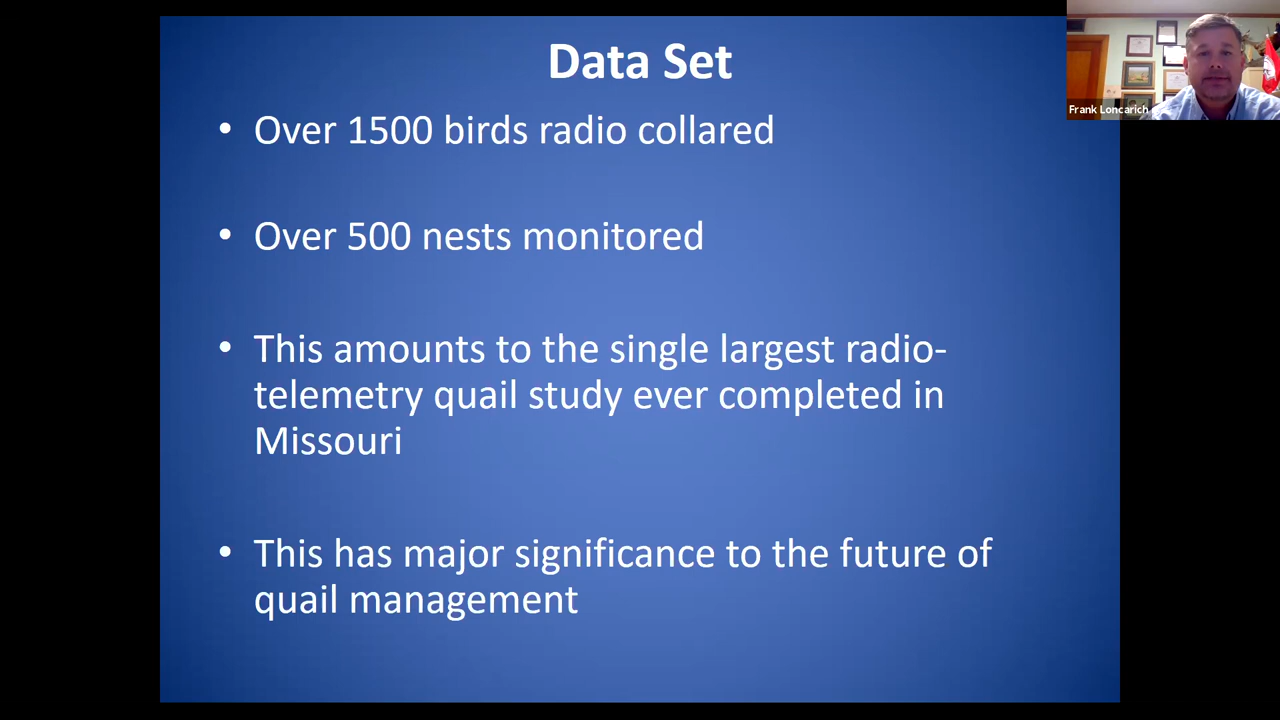 Data Set
• Over 1500 birds radio collared
Frank Loncarich
• Over 500 nests monitored
• This amounts to the single largest radio-
telemetry quail study ever completed in
Missouri
• This has major significance to the future of
quail management